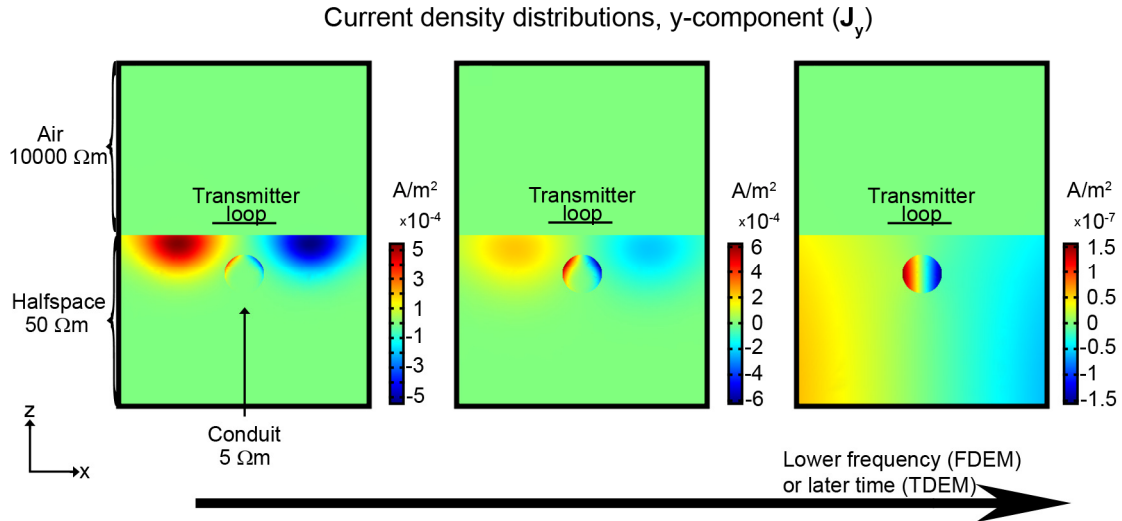 Current density distributions, y-component (Jy)
Air
10000 Ωm
Halfspace
50 Ωm
Transmitter
loop
A/m²
×10-4
5
3
1
-1
-3
-5
Transmitter
loop
A/m²
×10-4
6
4
2
0
-2
-4
-6
Transmitter
loop
A/m²
×10-7
1.5
1
0.5
0
-0.5
-1
-1.5
Conduit
5 Ωm
z
x
Lower frequency (FDEM)
or later time (TDEM)